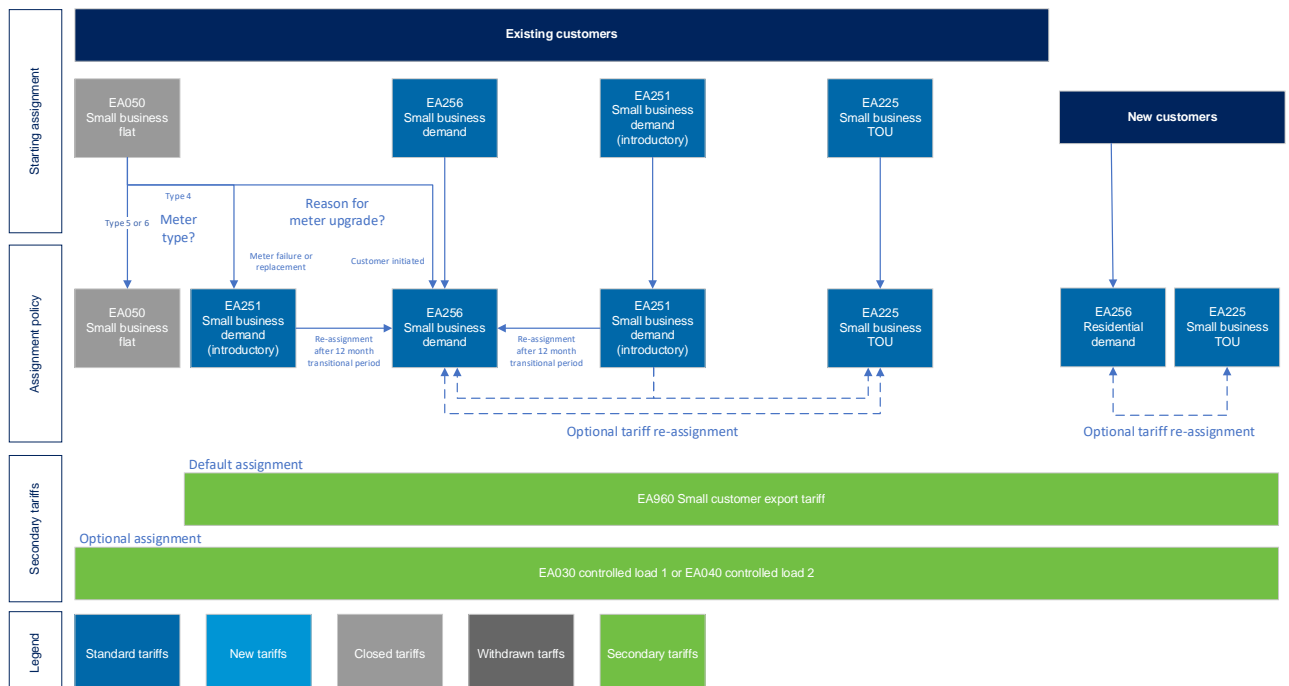 Starting assignment
Existing customers
EA050
Small business
flat
EA256
Small business
demand
EA251
Small business
demand
(introductory)
EA225
Small business
TOU
New customers
Type 4
Type 5 or 6
Meter
type?
Reason for
meter upgrade?
Meter failure or
replacement
Customer initiated
Assignment policy
EA050
Small business
flat
EA251
Small business
demand
(introductory)
Re-assignment
after 12 month
transitional period
EA256
Small business
demand
Re-assignment
after 12 month
transitional period
EA251
Small business
demand
(introductory)
EA225
Small business
TOU
EA256
Residential
demand
EA225
Small business
TOU
Optional tariff re-assignment
Optional tariff re-assignment
Secondary tariffs
Default assignment
EA960 Small customer export tariff
Optional assignment
EA030 controlled load 1 or EA040 controlled load 2
Legend
Standard tariffs
New tariffs
Closed tariffs
Withdrawn tariffs
Secondary tariffs